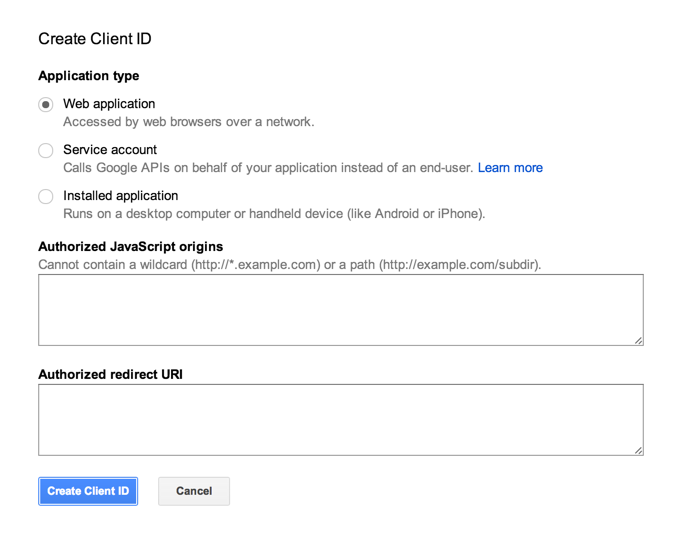 Create Client ID
Application type
Web application
Accessed by web browsers over a network.
Service account
Calls Google APIs on behalf of your application instead of an end-user. Learn more
Installed application
Runs on a desktop computer or handheld device (like Android or iPhone).
Authorized JavaScript origins
Cannot contain a wildcard (http://*.example.com) or a path (http://example.com/subdir).
Authorized redirect URI
Create Client ID Cancel